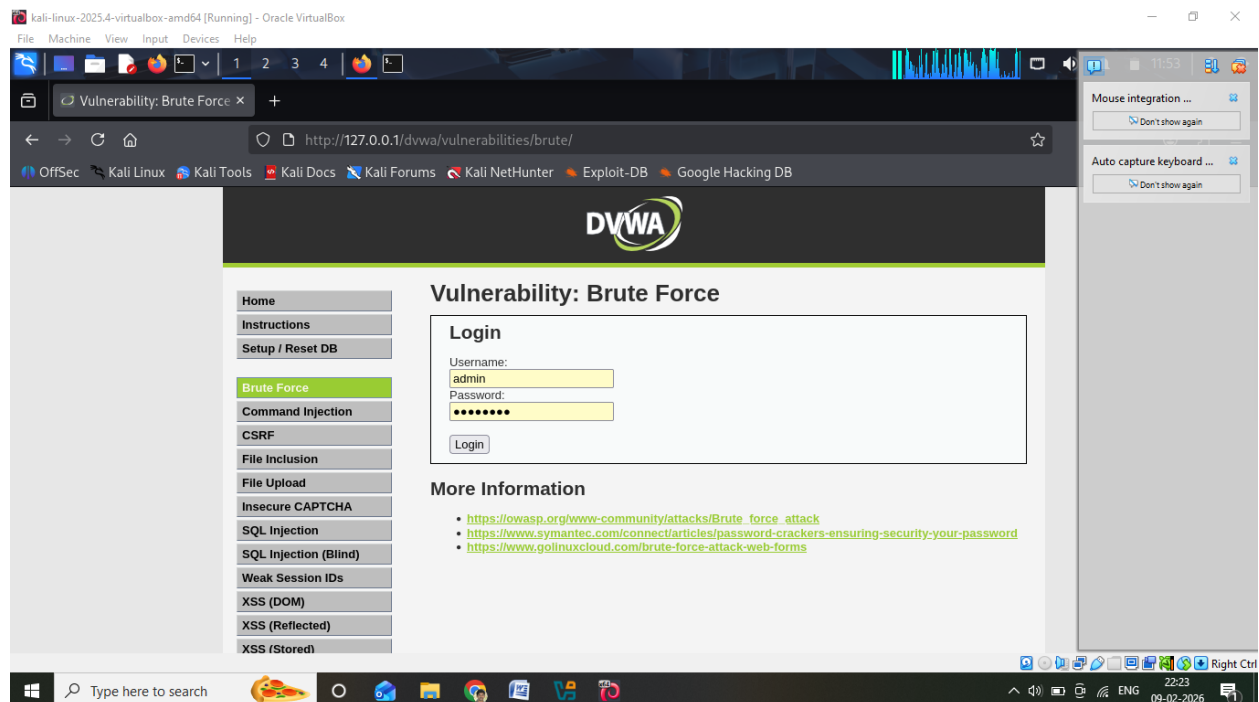 kali-linux-2025.4-virtualbox-amd64 [Running] - Oracle VirtualBox
File Machine View Input Devices Help
1 2 3 4
11:53
Vulnerability: Brute Force
Mouse integration ...
Don't show again
http://127.0.0.1/dvwa/vulnerabilities/brute/
Auto capture keyboard ...
Don't show again
OffSec Kali Linux Kali Tools Kali Docs Kali Forums Kali NetHunter Exploit-DB Google Hacking DB
DVWA
Home
Instructions
Setup / Reset DB
Brute Force
Command Injection
CSRF
File Inclusion
File Upload
Insecure CAPTCHA
SQL Injection
SQL Injection (Blind)
Weak Session IDs
XSS (DOM)
XSS (Reflected)
XSS (Stored)
Vulnerability: Brute Force
Login
Username:
admin
Password:
••••••••
Login
More Information
https://owasp.org/www-community/attacks/Brute_force_attack
https://www.symantec.com/connect/articles/password-crackers-ensuring-security-your-password
https://www.golinuxcloud.com/brute-force-attack-web-forms
Right Ctrl
Type here to search
ENG
22:23
09-02-2026